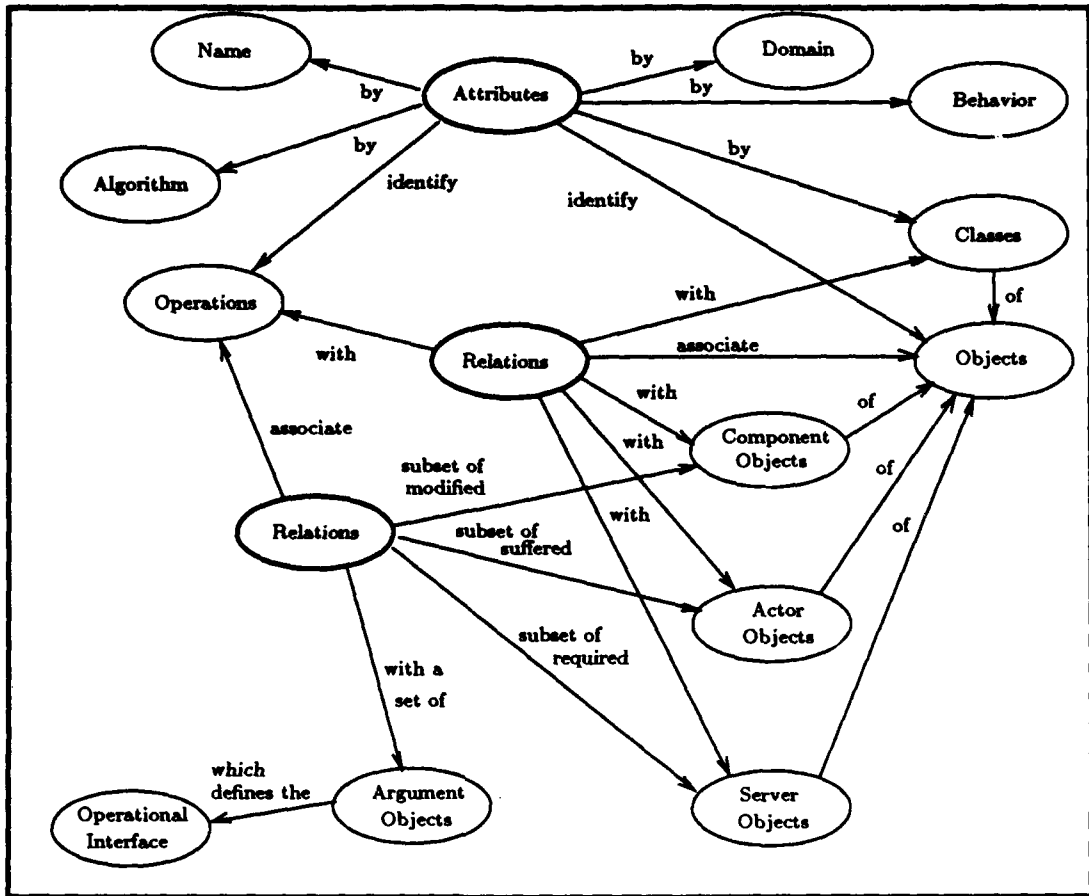 Name
Domain
by
by
Attributes
by
by
Behavior
by
by
Algorithm
identify
identify
Classes
Operations
with
of
with
Relations
associate
Objects
with
of
associate
Component
Objects
with
subset of
modified
of
with
of
Relations
subset of
suffered
Actor
Objects
subset of
required
with a
set of
which
defines the
Argument
Objects
Server
Objects
Operational
Interface